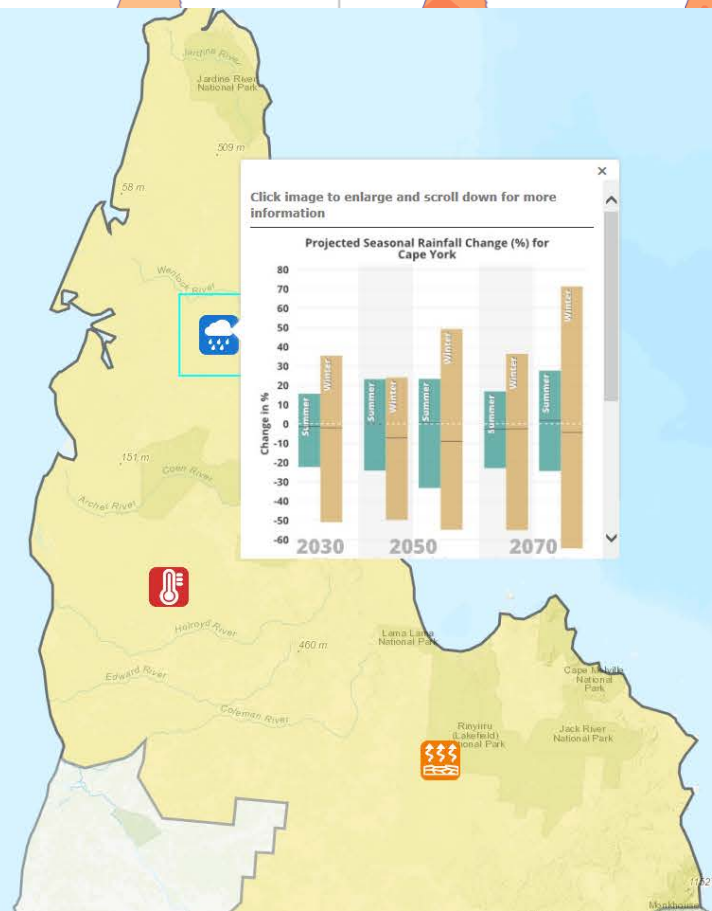 Jardine River
Jardine River
National Park
509 m
58 m
×
Click image to enlarge and scroll down for more
information
Projected Seasonal Rainfall Change (%) for
Cape York
Wenlock River
80
70
60
50
40
30
20
10
0
-10
-20
-30
-40
-50
-60
Change in %
Summer
Winter
Summer
Winter
Summer
Winter
Summer
Winter
Summer
Winter
2030
2050
2070
151 m
Coen River
Archer River
Holroyd River
460 m
Lama Lama
National Park
Edward River
Cape Melville
National
Park
Coleman River
Rinyirru
(Lakefield)
ional Park
Jack River
National Park